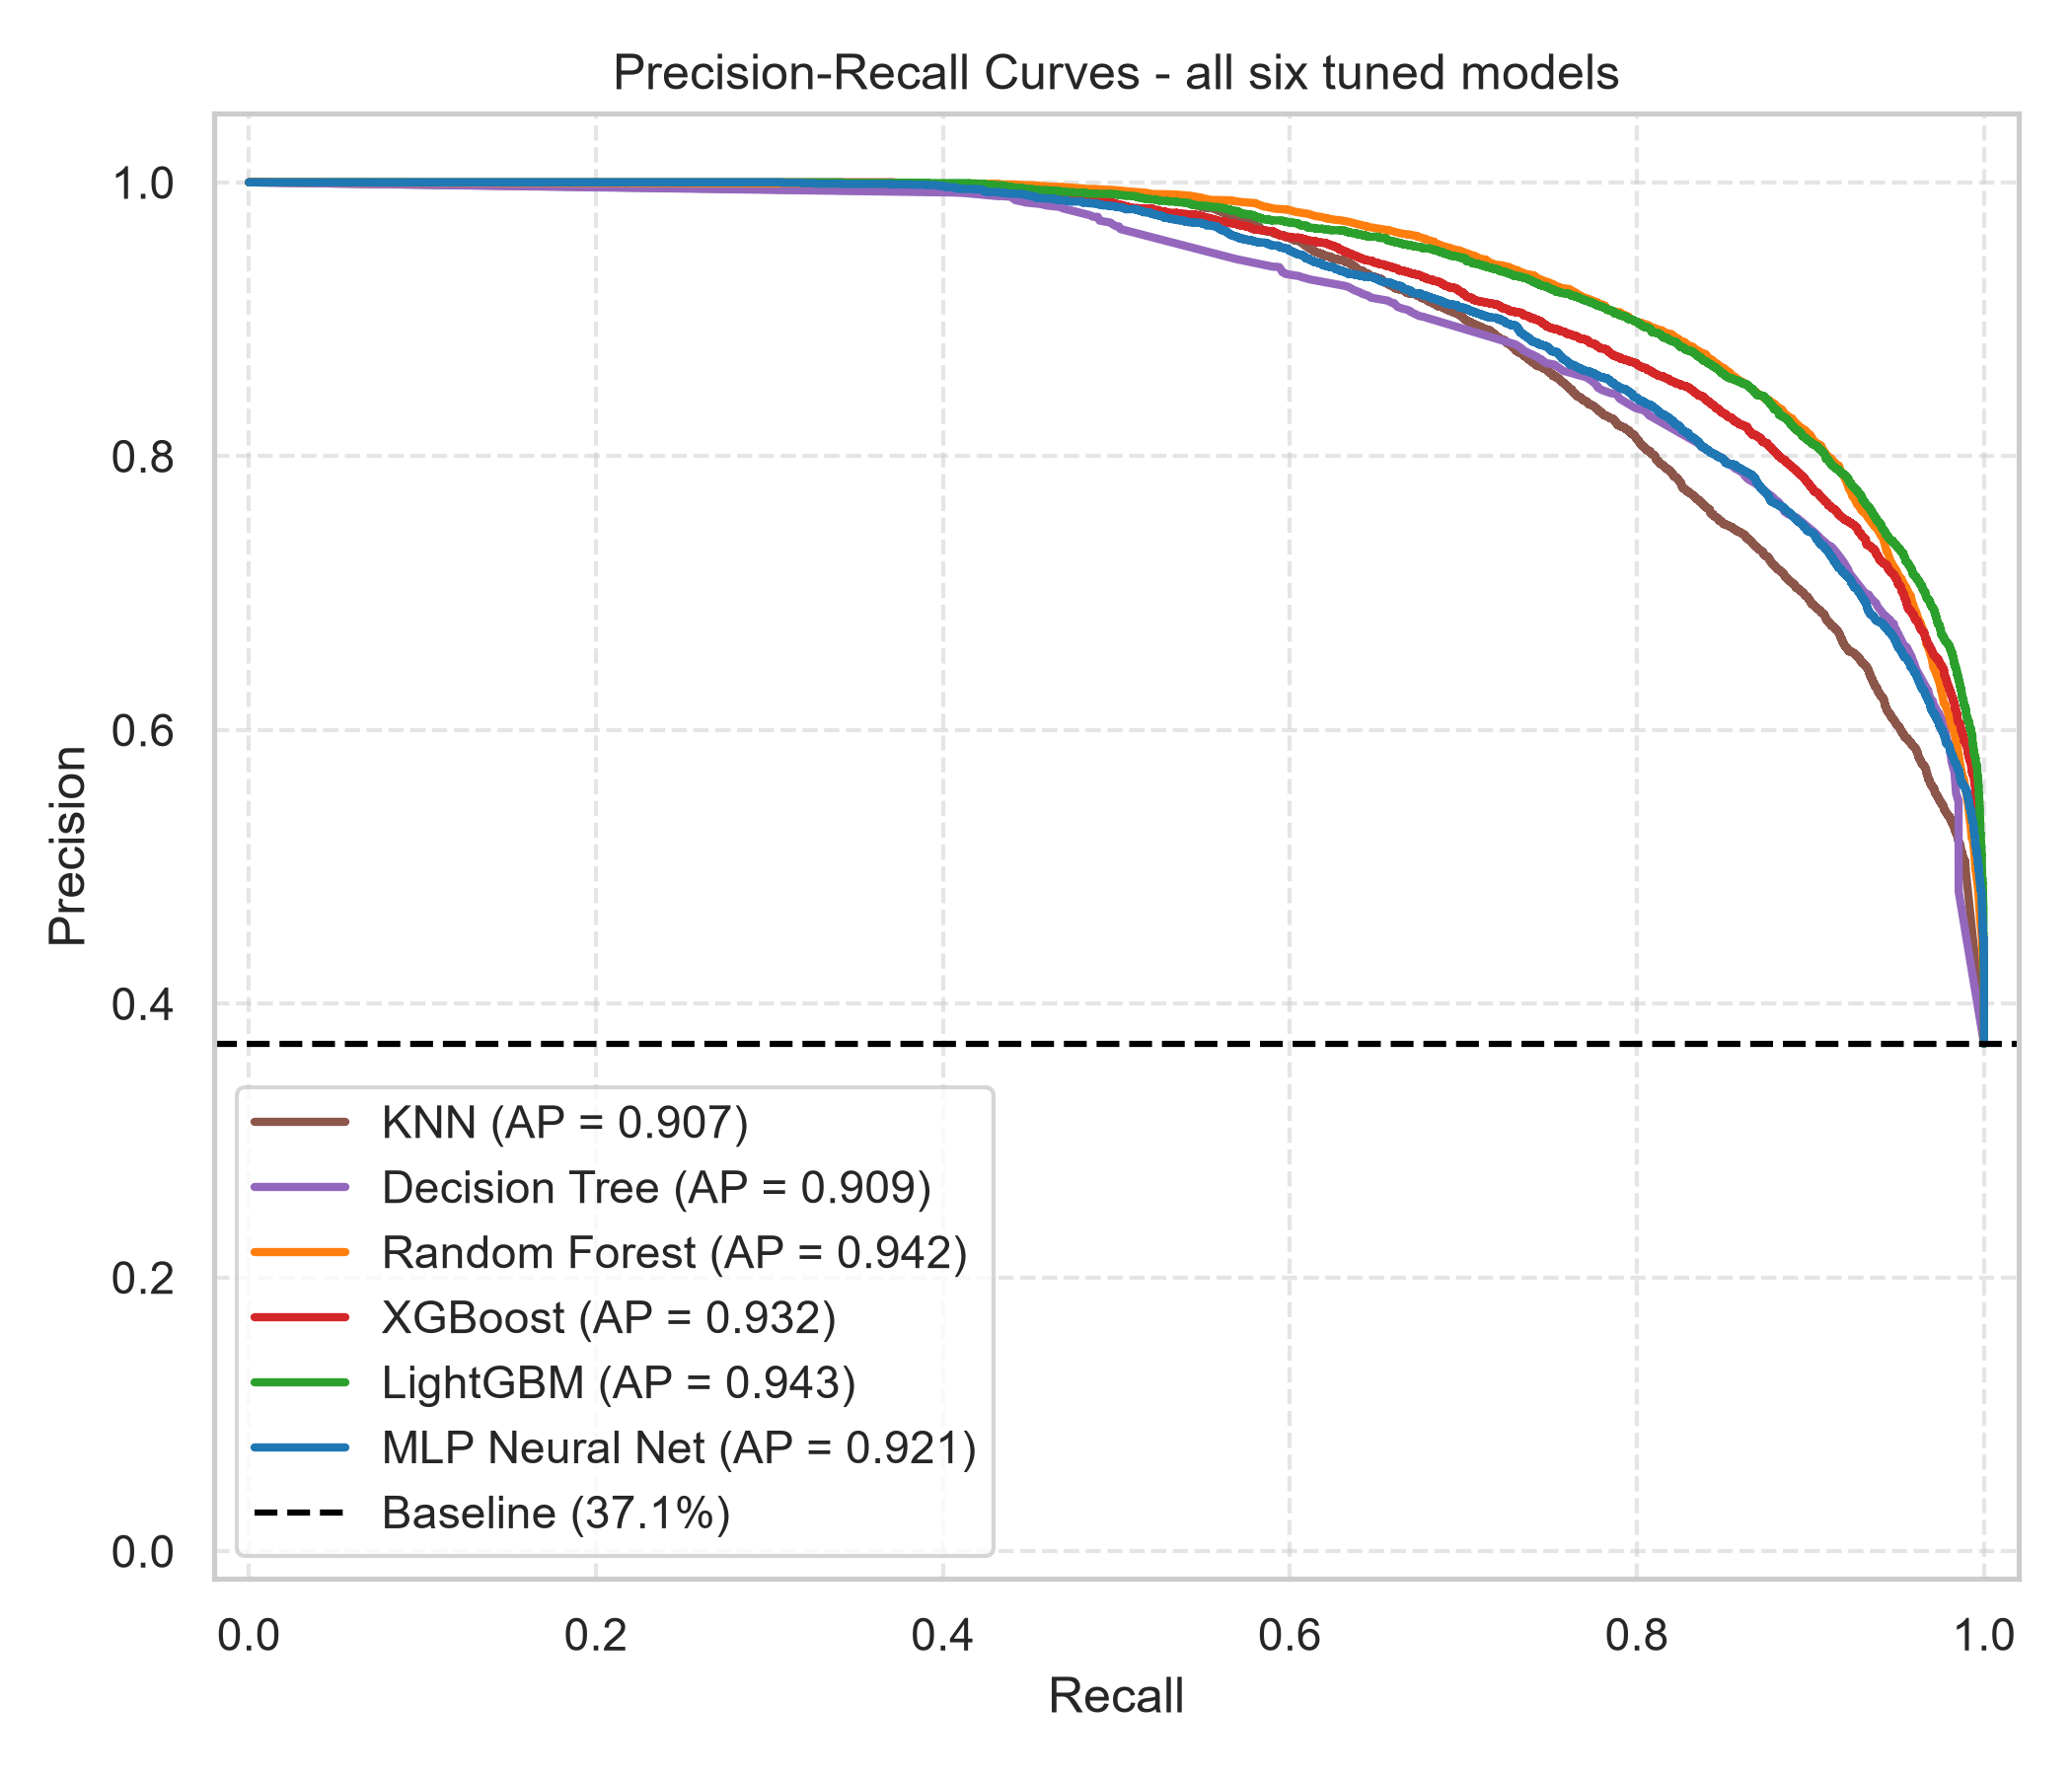 Precision-Recall Curves - all six tuned models
1.0
0.8
0.6
0.4
0.2
0.0
Precision
KNN (AP = 0.907)
Decision Tree (AP = 0.909)
Random Forest (AP = 0.942)
XGBoost (AP = 0.932)
LightGBM (AP = 0.943)
MLP Neural Net (AP = 0.921)
Baseline (37.1%)
0.0 0.2 0.4 0.6 0.8 1.0
Recall